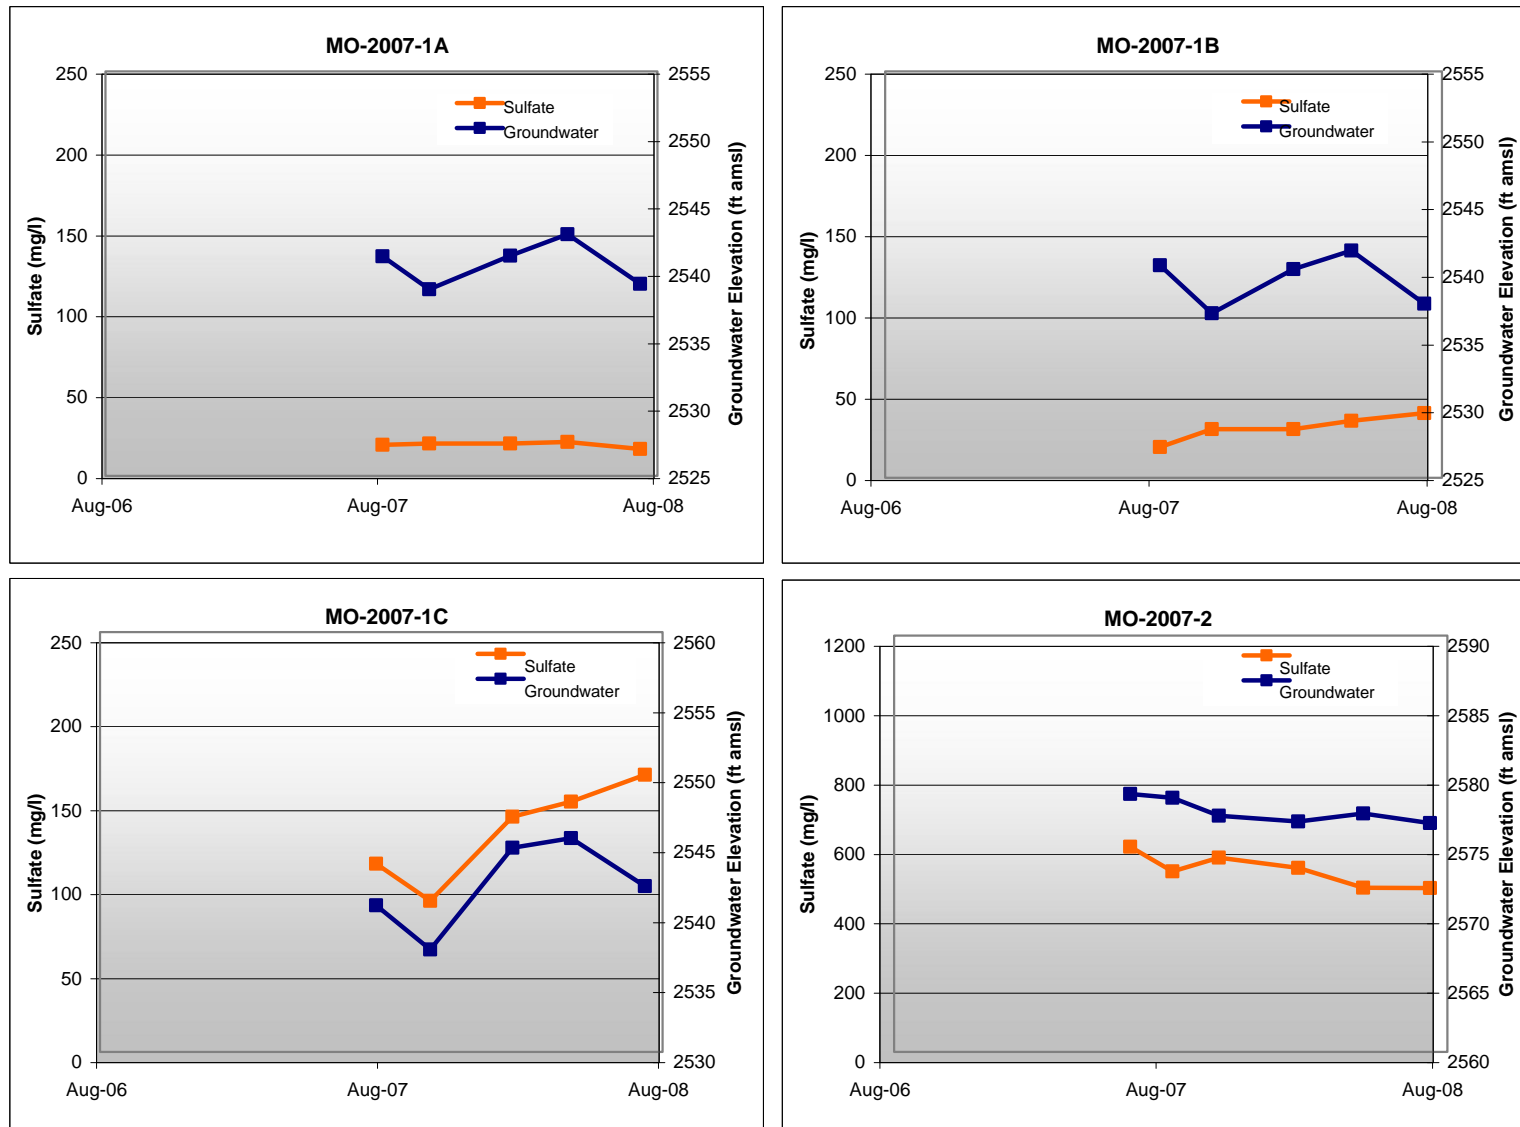 MO-2007-1A
250
200
150
100
50
0
Sulfate (mg/l)
Sulfate
Groundwater
2555
2550
2545
2540
2535
2530
2525
Groundwater Elevation (ft amsl)
Aug-06
Aug-07
Aug-08
MO-2007-1B
250
200
150
100
50
0
Sulfate (mg/l)
Sulfate
Groundwater
2555
2550
2545
2540
2535
2530
2525
Groundwater Elevation (ft amsl)
Aug-06
Aug-07
Aug-08
MO-2007-1C
250
200
150
100
50
0
Sulfate (mg/l)
Sulfate
Groundwater
2560
2555
2550
2545
2540
2535
2530
Groundwater Elevation (ft amsl)
Aug-06
Aug-07
Aug-08
MO-2007-2
1200
1000
800
600
400
200
0
Sulfate (mg/l)
Sulfate
Groundwater
2590
2585
2580
2575
2570
2565
2560
Groundwater Elevation (ft amsl)
Aug-06
Aug-07
Aug-08